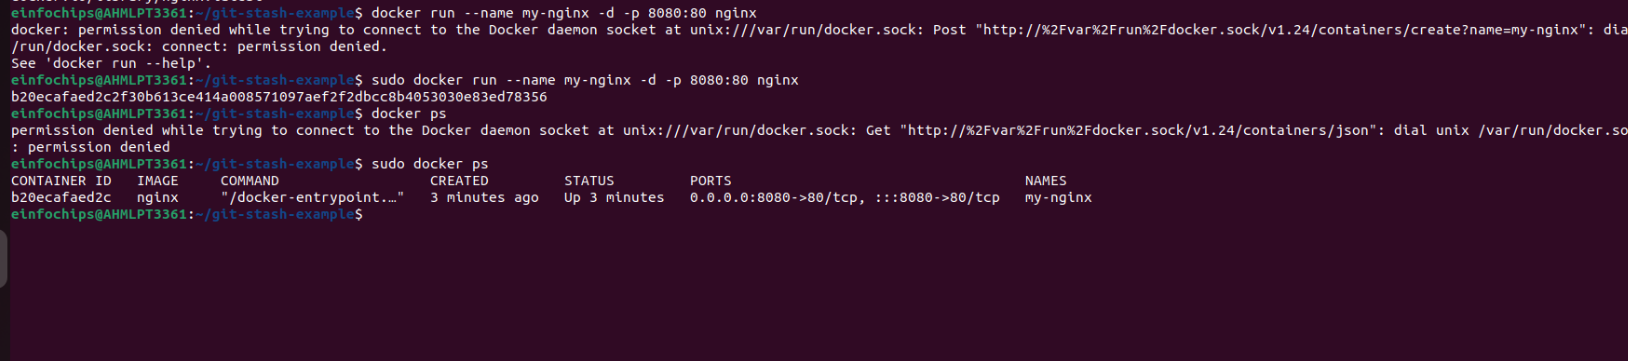 einfochips@AHMLPT3361:~/git-stash-example$ docker run --name my-nginx -d -p 8080:80 nginx
docker: permission denied while trying to connect to the Docker daemon socket at unix:///var/run/docker.sock: Post "http://%2Fvar%2Frun%2Fdocker.sock/v1.24/containers/create?name=my-nginx": dia
/run/docker.sock: connect: permission denied.
See 'docker run --help'.
einfochips@AHMLPT3361:~/git-stash-example$ sudo docker run --name my-nginx -d -p 8080:80 nginx
b20ecafaed2c2f30b613ce414a008571097aef2f2dbcc8b4053030e83ed78356
einfochips@AHMLPT3361:~/git-stash-example$ docker ps
permission denied while trying to connect to the Docker daemon socket at unix:///var/run/docker.sock: Get "http://%2Fvar%2Frun%2Fdocker.sock/v1.24/containers/json": dial unix /var/run/docker.so
: permission denied
einfochips@AHMLPT3361:~/git-stash-example$ sudo docker ps
CONTAINER ID   IMAGE     COMMAND                  CREATED         STATUS         PORTS                                   NAMES
b20ecafaed2c   nginx     "/docker-entrypoint.…"   3 minutes ago   Up 3 minutes   0.0.0.0:8080->80/tcp, :::8080->80/tcp   my-nginx
einfochips@AHMLPT3361:~/git-stash-example$